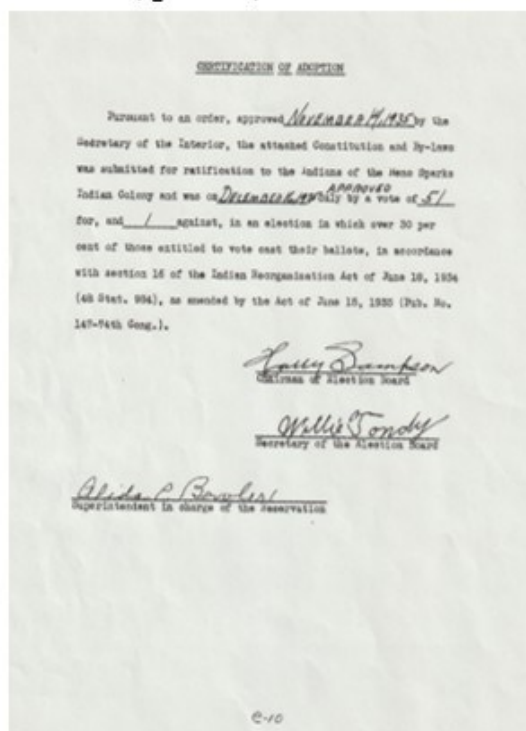 CERTIFICATION OF ADOPTION
Pursuant to an order, approved November 14, 1935 by the
Secretary of the Interior, the attached Constitution and By-laws
was submitted for ratification to the Indians of the Reno Sparks
Indian Colony and was on December 16, 1935 APPROVED by a vote of 51
for, and 1 against, in an election in which over 30 per
cent of those entitled to vote cast their ballots, in accordance
with section 16 of the Indian Reorganization Act of June 18, 1934
(48 Stat. 984), as amended by the Act of June 15, 1935 (Pub. No.
147-74th Cong.).
Harry Sampson
Chairman of Election Board
Willie Tondy
Secretary of the Election Board
Alida C Bowler
Superintendent in charge of the Reservation
e-10